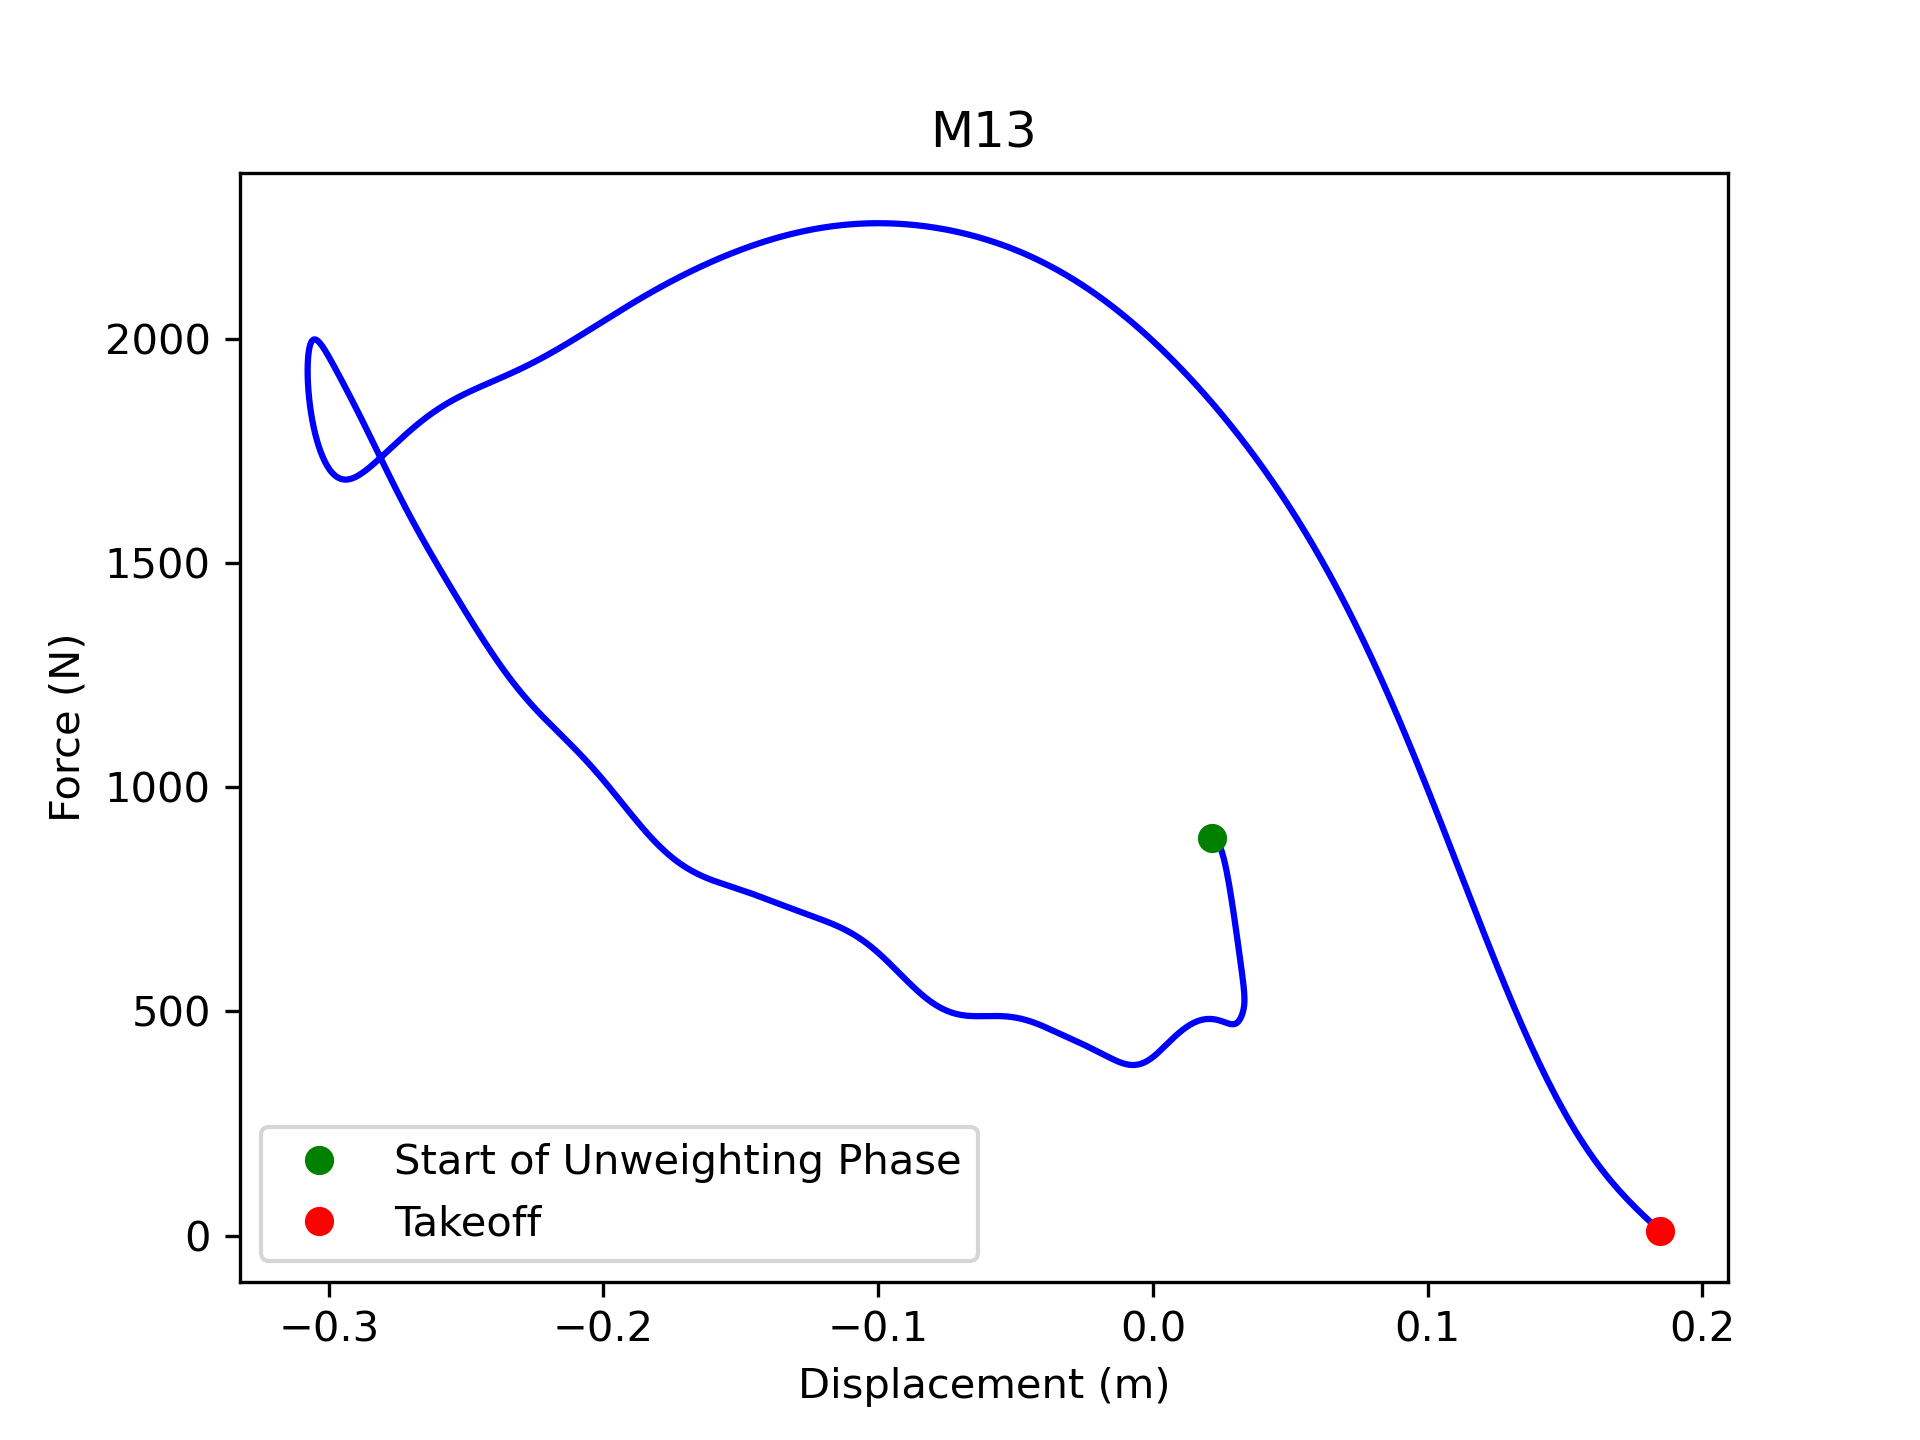 M13
2000
1500
1000
500
0
Force (N)
Start of Unweighting Phase
Takeoff
−0.3 −0.2 −0.1 0.0 0.1 0.2
Displacement (m)